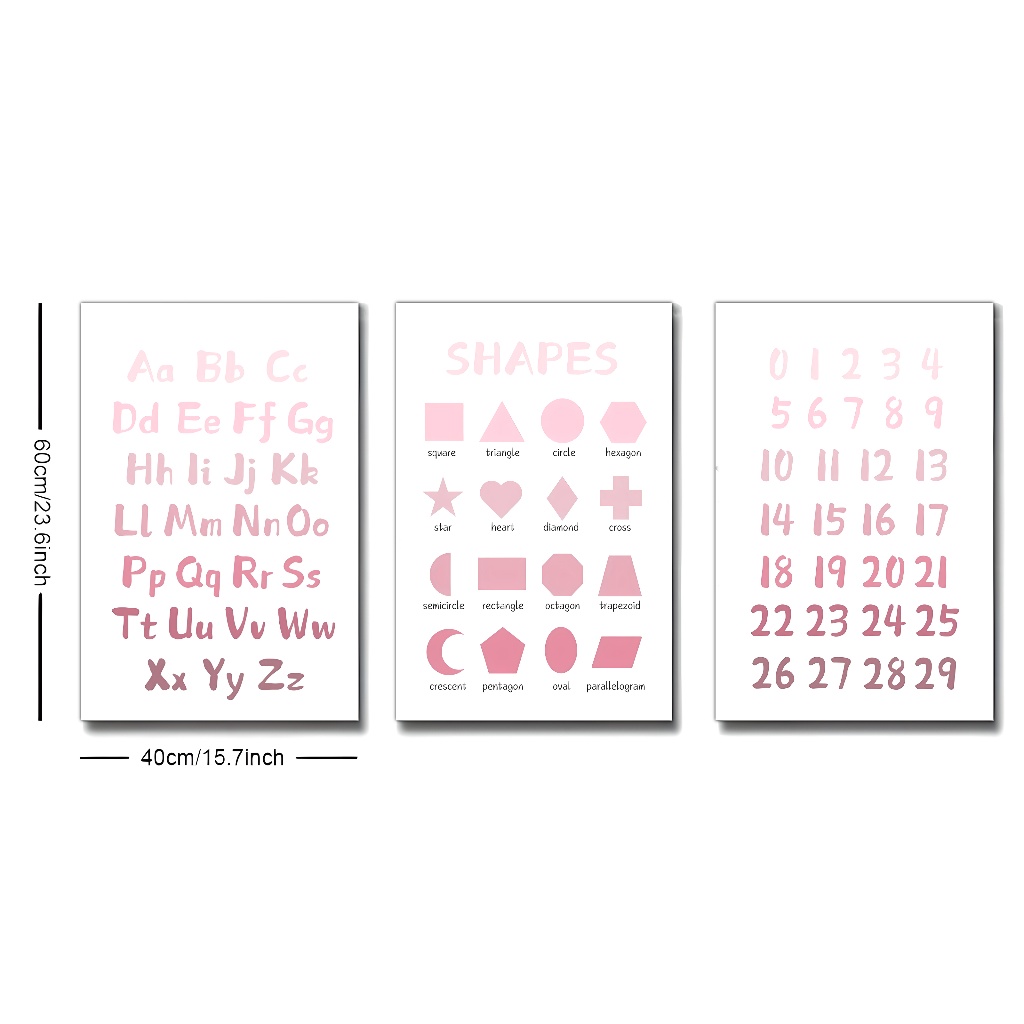 60cm/23.6inch
Aa Bb Cc
Dd Ee Ff Gg
Hh Ii Jj Kk
Ll Mm Nn Oo
Pp Qq Rr Ss
Tt Uu Vv Ww
Xx Yy Zz
40cm/15.7inch
SHAPES
square triangle circle hexagon
star heart diamond cross
semicircle rectangle octagon trapezoid
crescent pentagon oval parallelogram
0 1 2 3 4
5 6 7 8 9
10 11 12 13
14 15 16 17
18 19 20 21
22 23 24 25
26 27 28 29